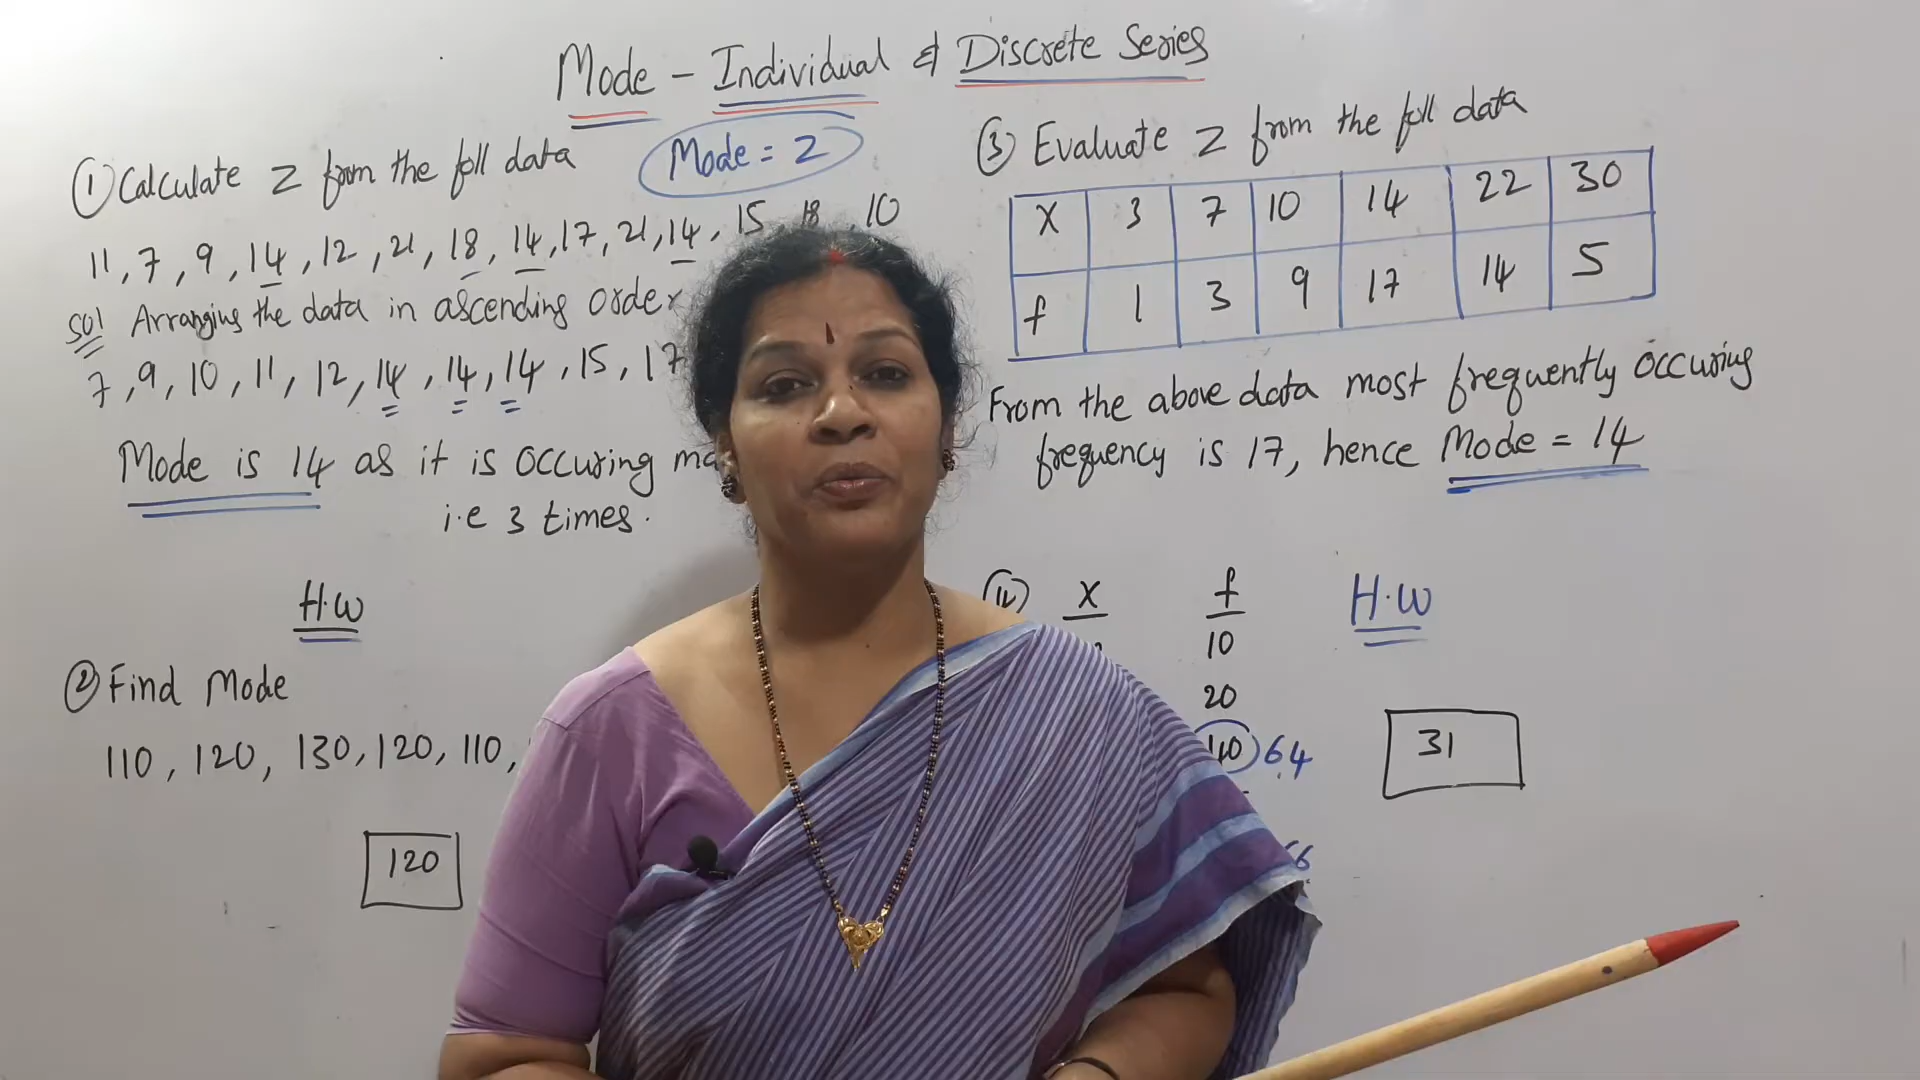 Mode - Individual & Discrete Series
① Calculate Z from the foll data
Mode = Z
11, 7, 9, 14, 12, 21, 18, 14, 17, 21, 14, 15 18, 10
Sol Arranging the data in ascending order
7, 9, 10, 11, 12, 14, 14, 14, 15, 17
Mode is 14 as it is occuring
i.e 3 times.
H.W
② Find Mode
110, 120, 130, 120, 110,
120
③ Evaluate Z from the foll data
X 3 7 10 14 22 30
f 1 3 9 17 14 5
From the above data most frequently occuring
frequency is 17, hence Mode = 14
X f H.W
10
20
40 64
31